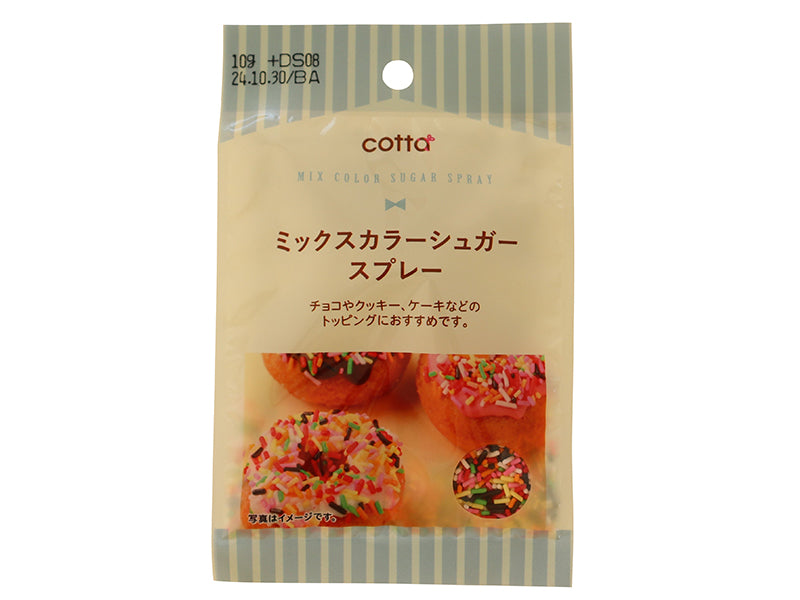 10g +DS08
24.10.30/BA
cotta
MIX COLOR SUGAR SPRAY
ミックスカラーシュガー
スプレー
チョコやクッキー、ケーキなどの
トッピングにおすすめです。
写真はイメージです。